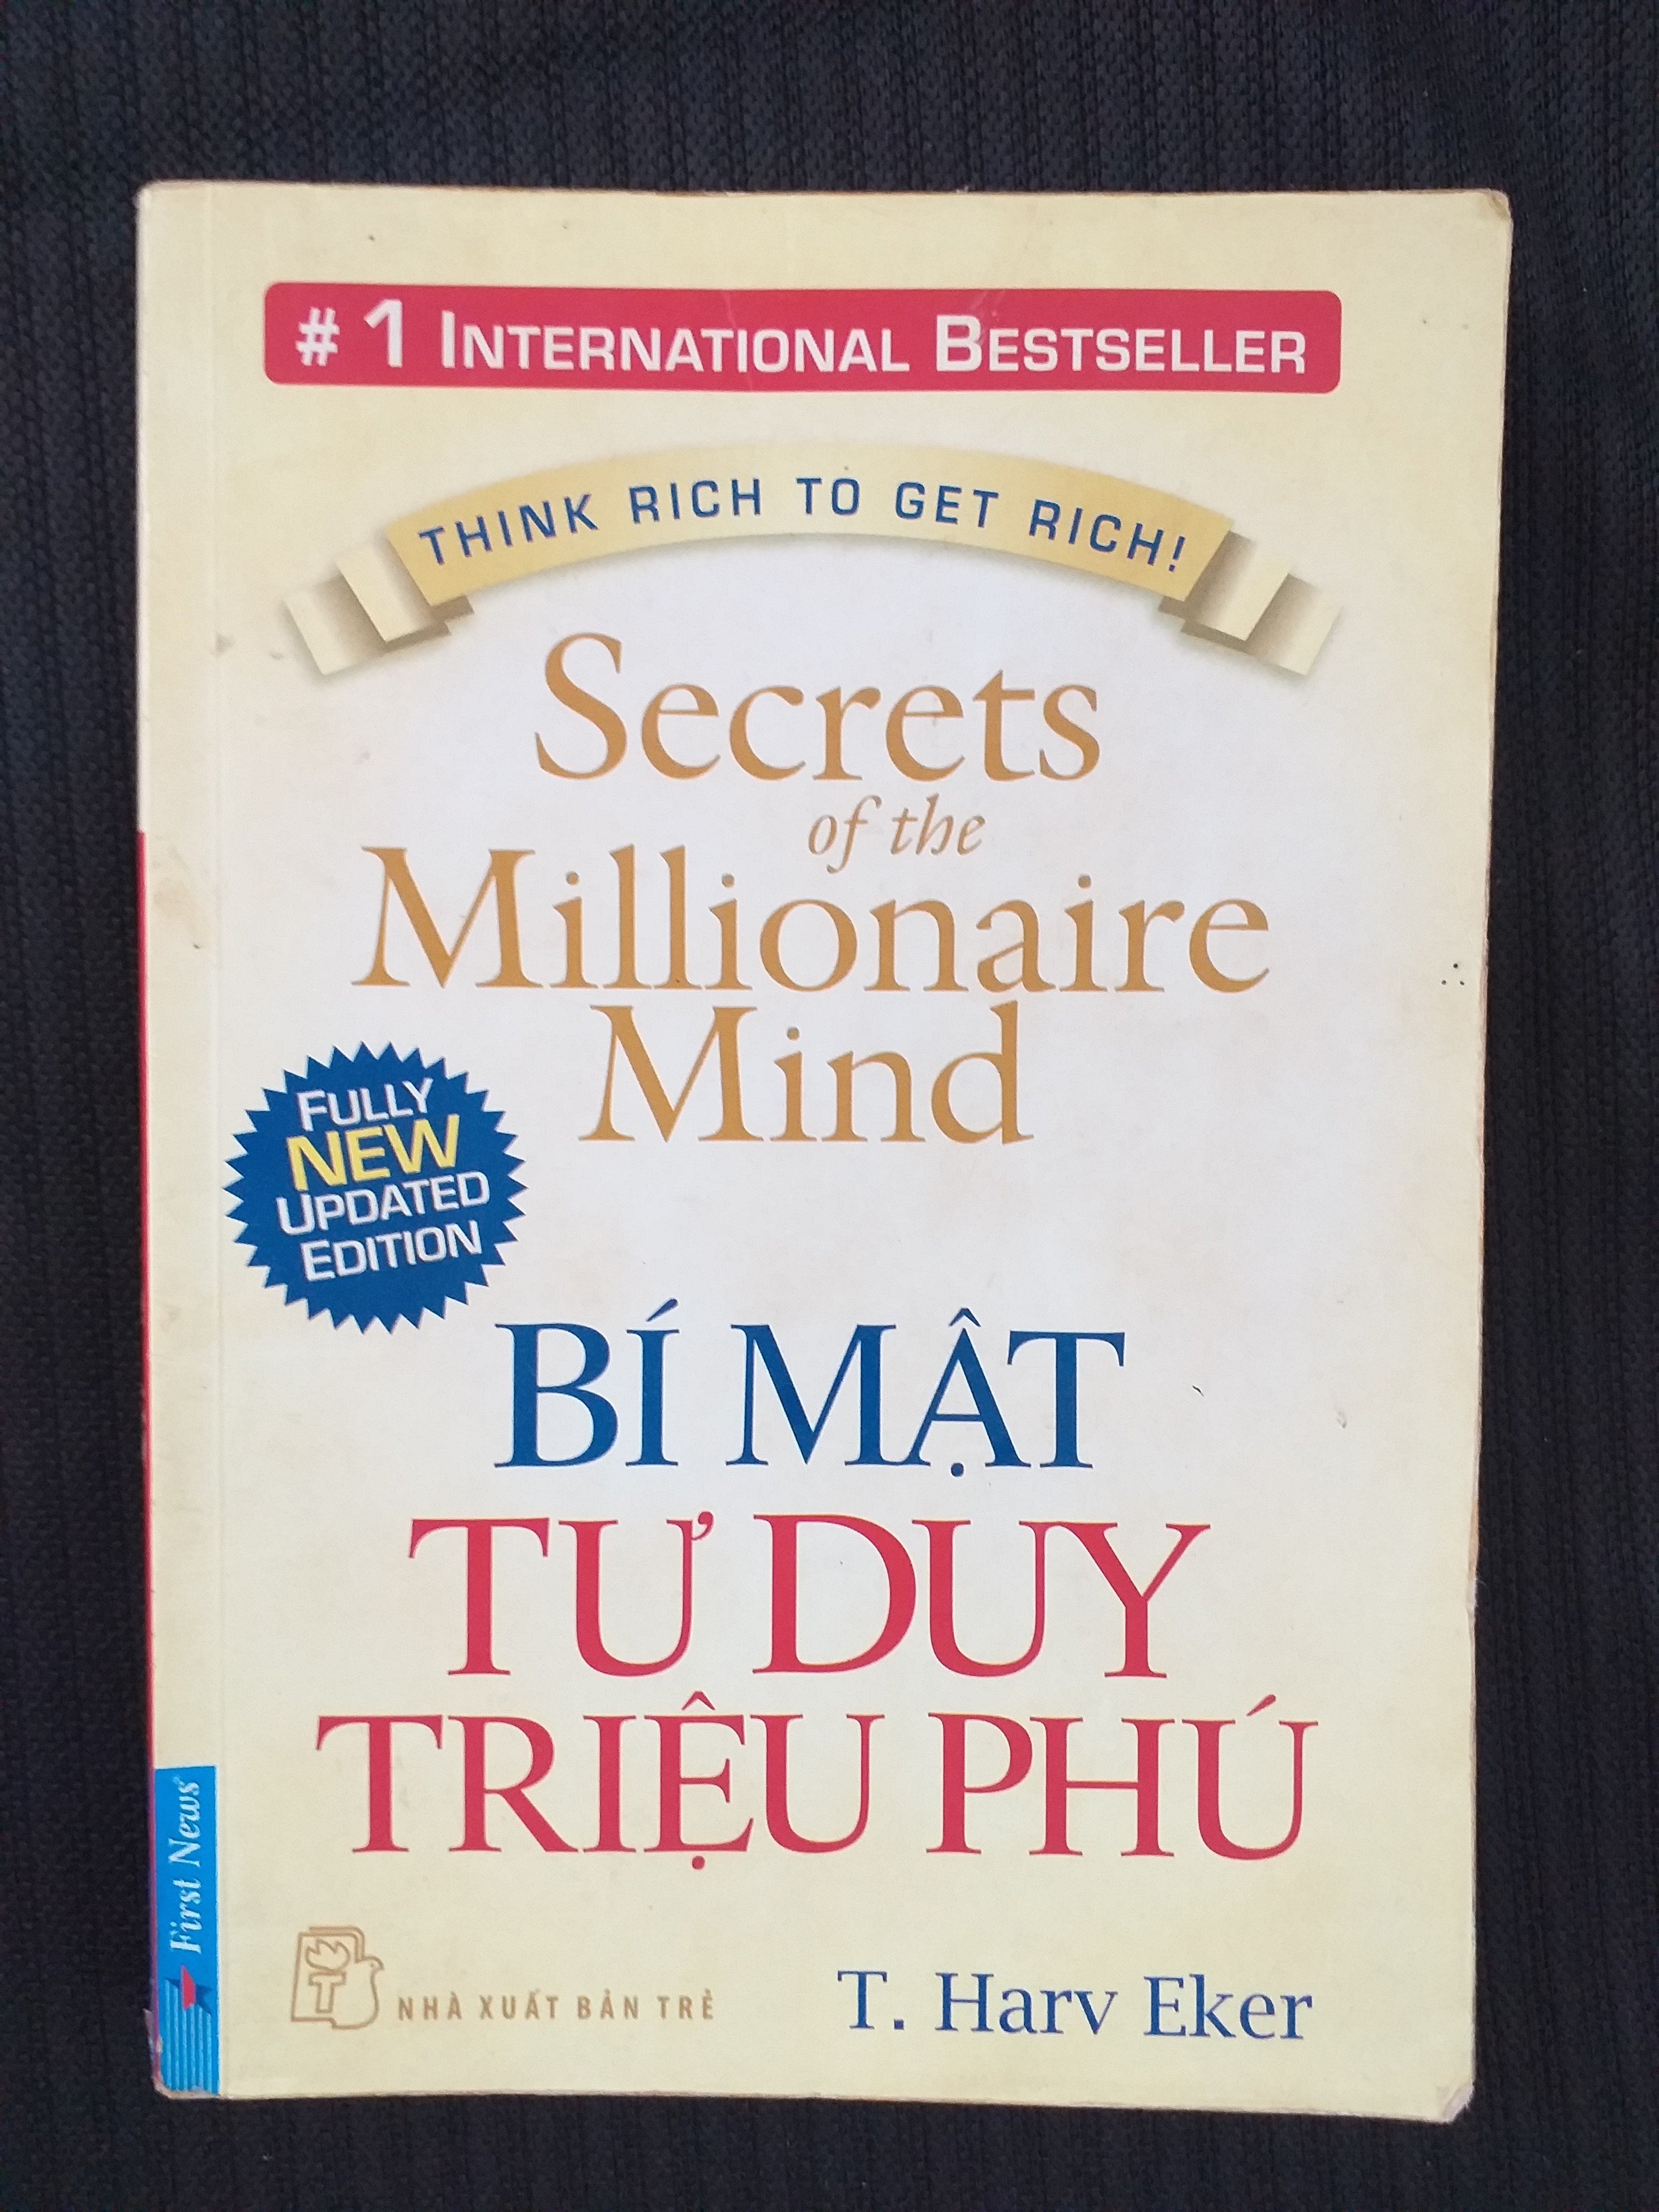 # 1 INTERNATIONAL BESTSELLER
THINK RICH TO GET RICH!
Secrets
of the
Millionaire
Mind
FULLY
NEW
UPDATED
EDITION
BÍ MẬT
TƯ DUY
TRIỆU PHÚ
First News
T
NHÀ XUẤT BẢN TRẺ
T. Harv Eker